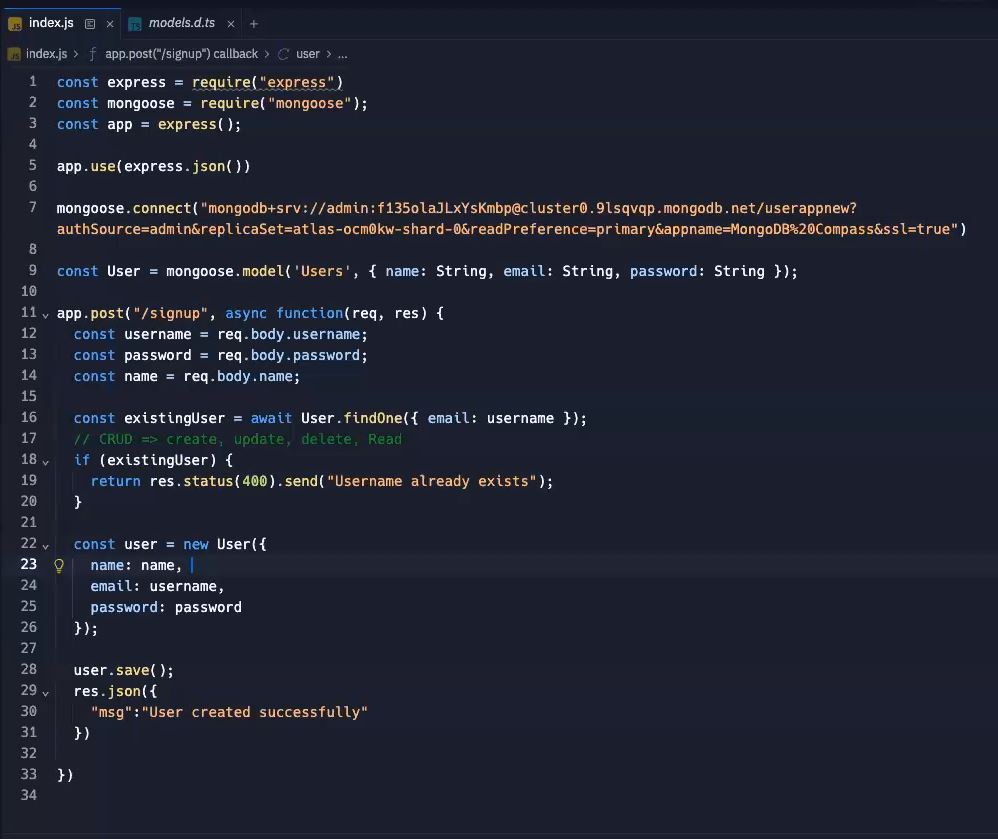 index.js
models.d.ts
index.js > app.post("/signup") callback > user > ...
1 const express = require("express")
2 const mongoose = require("mongoose");
3 const app = express();
4
5 app.use(express.json())
6
7 mongoose.connect("mongodb+srv://admin:f135olaJLxYsKmbp@cluster0.9lsqvqp.mongodb.net/userappnew?
authSource=admin&replicaSet=atlas-ocm0kw-shard-0&readPreference=primary&appname=MongoDB%20Compass&ssl=true")
8
9 const User = mongoose.model('Users', { name: String, email: String, password: String });
10
11 app.post("/signup", async function(req, res) {
12 const username = req.body.username;
13 const password = req.body.password;
14 const name = req.body.name;
15
16 const existingUser = await User.findOne({ email: username });
17 // CRUD => create, update, delete, Read
18 if (existingUser) {
19 return res.status(400).send("Username already exists");
20 }
21
22 const user = new User({
23 name: name,
24 email: username,
25 password: password
26 });
27
28 user.save();
29 res.json({
30 "msg":"User created successfully"
31 })
32
33 })
34